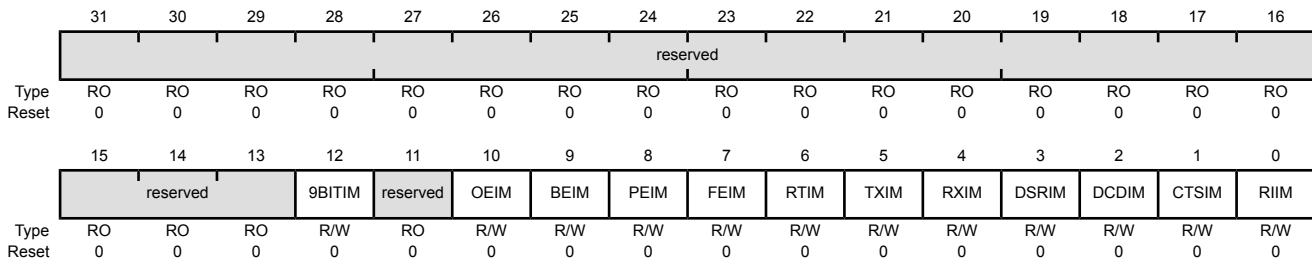 31 30 29 28 27 26 25 24 23 22 21 20 19 18 17 16
reserved
Type RO RO RO RO RO RO RO RO RO RO RO RO RO RO RO RO
Reset 0 0 0 0 0 0 0 0 0 0 0 0 0 0 0 0
15 14 13 12 11 10 9 8 7 6 5 4 3 2 1 0
reserved 9BITIM reserved OEIM BEIM PEIM FEIM RTIM TXIM RXIM DSRIM DCDIM CTSIM RIIM
Type RO RO RO R/W RO R/W R/W R/W R/W R/W R/W R/W R/W R/W R/W R/W
Reset 0 0 0 0 0 0 0 0 0 0 0 0 0 0 0 0